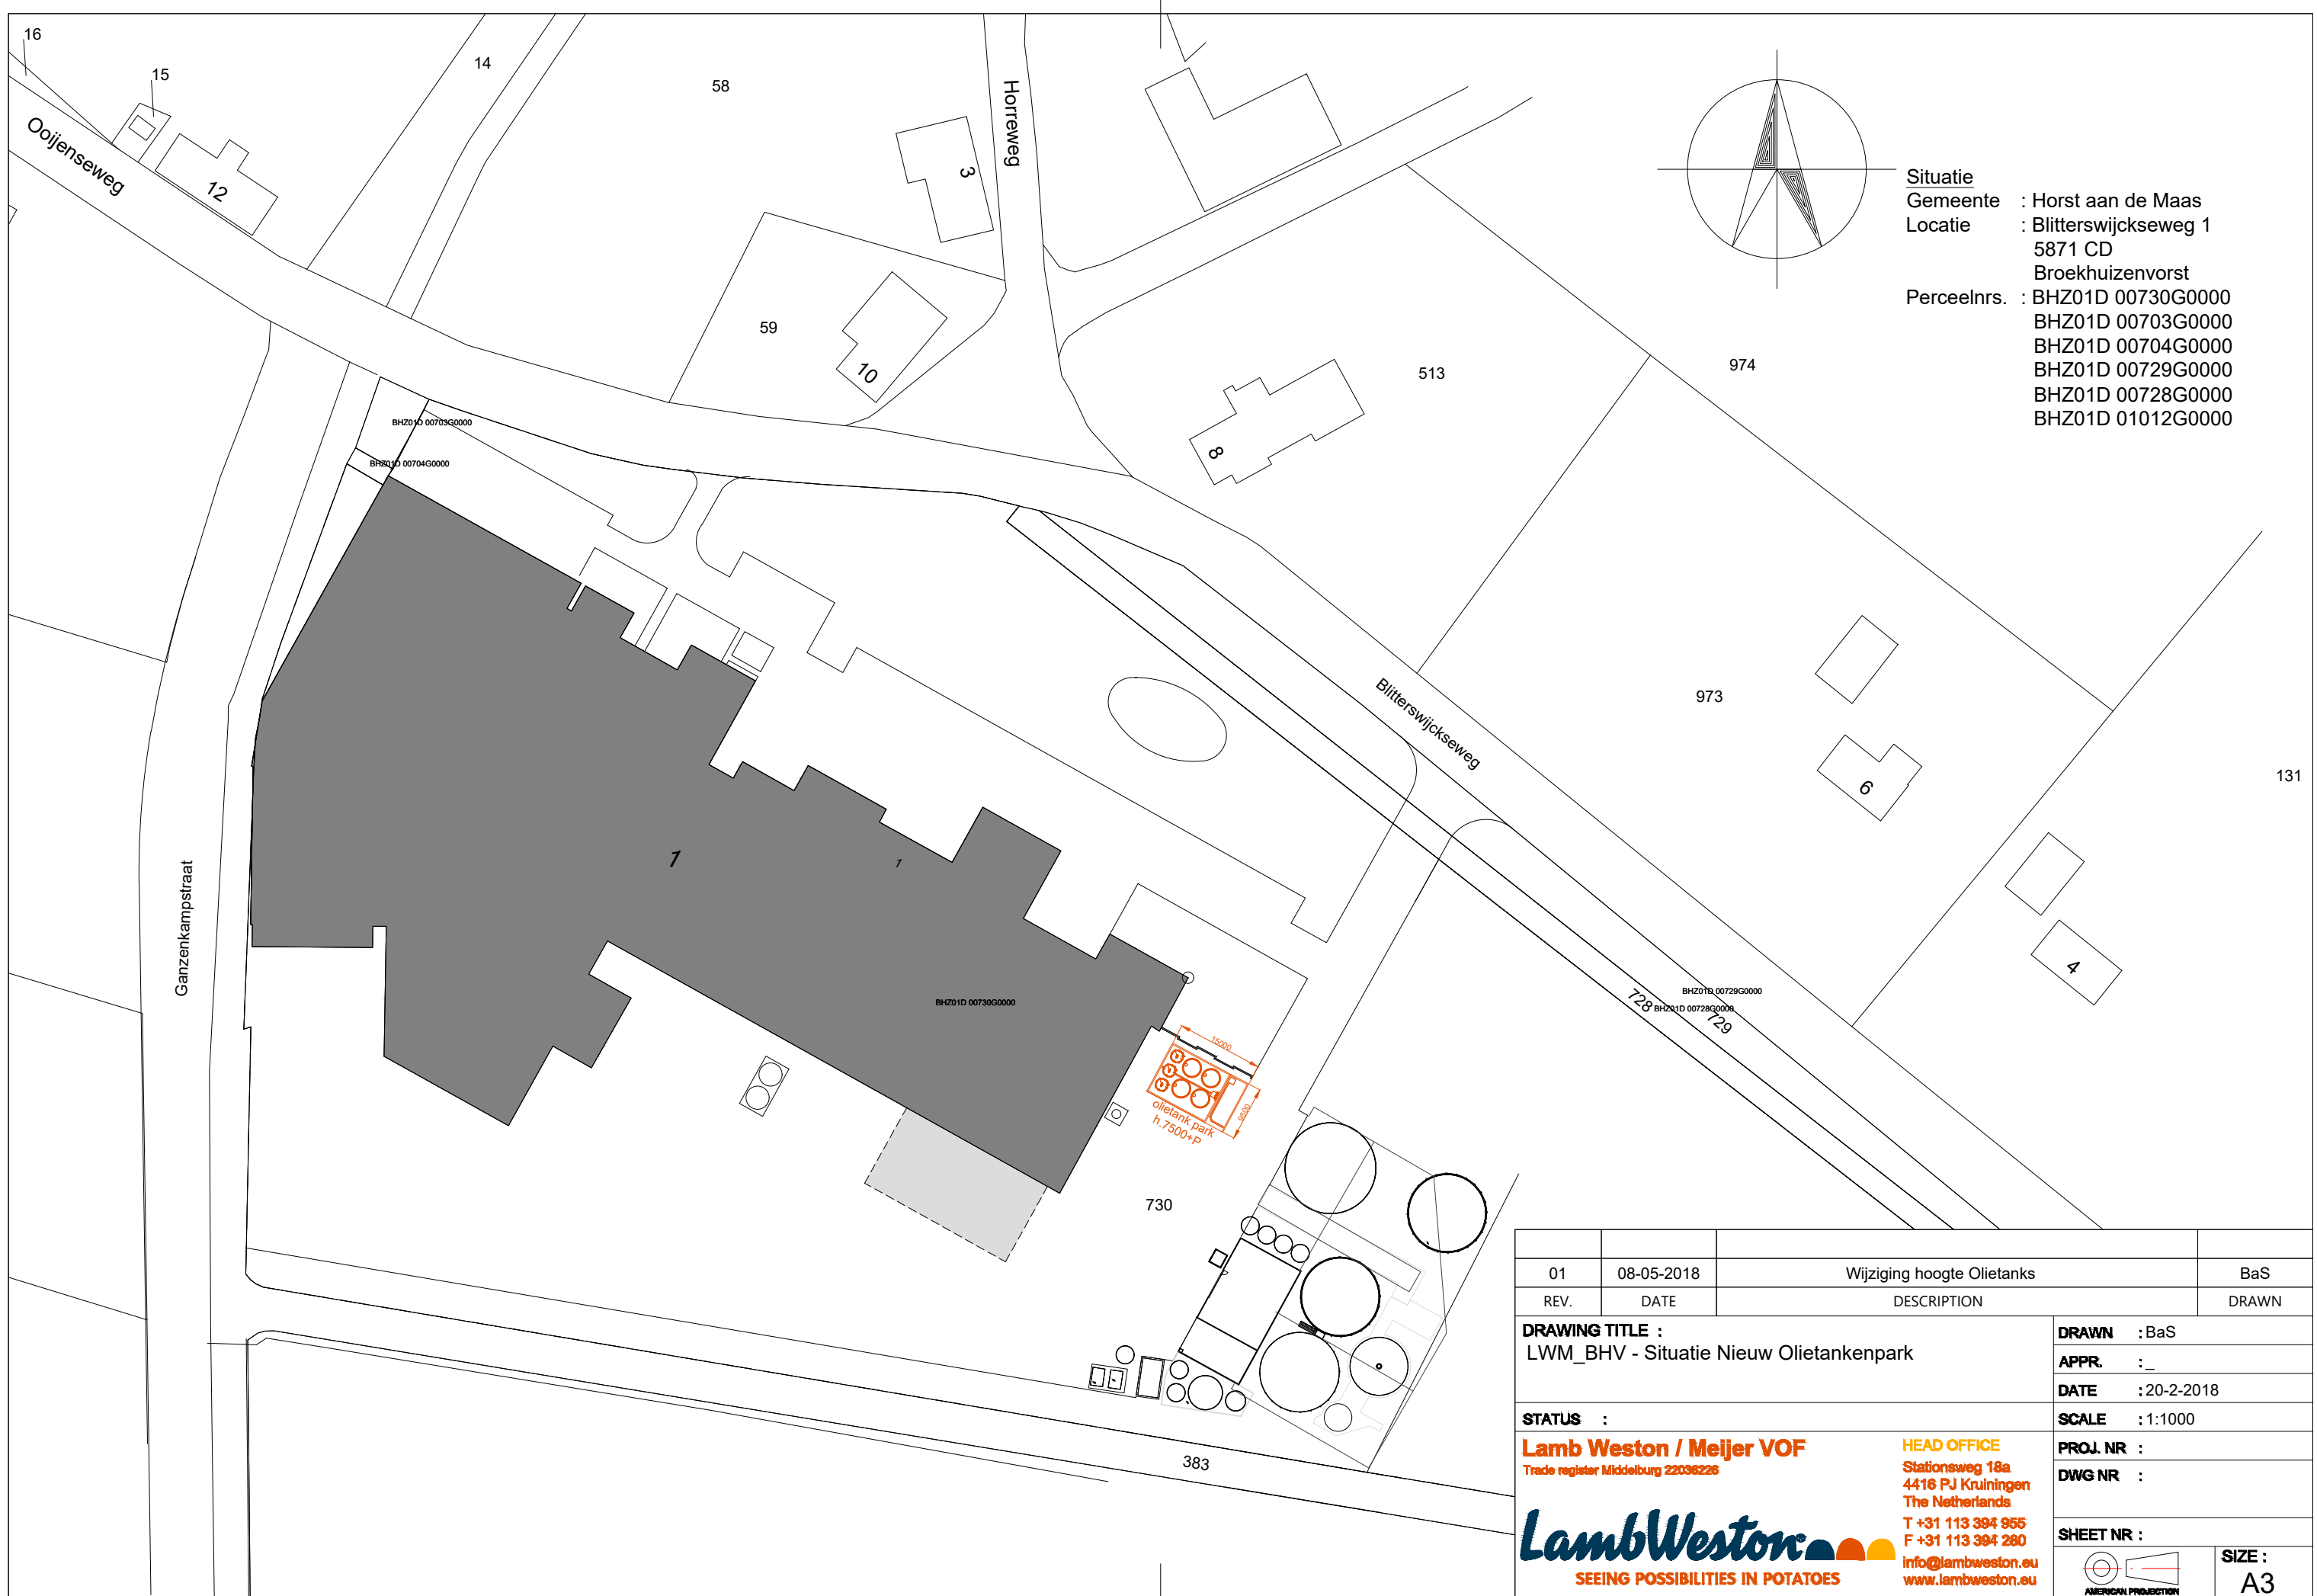 16
15
14
58
Ooijenseweg
12
Horreweg
3
59
10
513
8
974
Situatie
Gemeente : Horst aan de Maas
Locatie : Blitterswijckseweg 1
5871 CD
Broekhuizenvorst
Perceelnrs. : BHZ01D 00730G0000
BHZ01D 00703G0000
BHZ01D 00704G0000
BHZ01D 00729G0000
BHZ01D 00728G0000
BHZ01D 01012G0000
BHZ01D 00703G0000
BHZ01D 00704G0000
Blitterswijckseweg
973
6
131
4
1
1
Ganzenkampstraat
BHZ01D 00730G0000
BHZ01D 00729G0000
728
BHZ01D 00728G0000
729
15000
9500
olietank park
h.7500+P
730
383
01 08-05-2018 Wijziging hoogte Olietanks BaS
REV. DATE DESCRIPTION DRAWN
DRAWING TITLE :
LWM_BHV - Situatie Nieuw Olietankenpark
DRAWN : BaS
APPR. : _
DATE : 20-2-2018
STATUS :
SCALE : 1:1000
PROJ. NR :
DWG NR :
SHEET NR :
SIZE :
A3
AMERICAN PROJECTION
Lamb Weston / Meijer VOF
Trade register Middelburg 22036226
HEAD OFFICE
Stationsweg 18a
4416 PJ Kruiningen
The Netherlands
T +31 113 394 955
F +31 113 394 280
info@lambweston.eu
www.lambweston.eu
LambWeston
SEEING POSSIBILITIES IN POTATOES